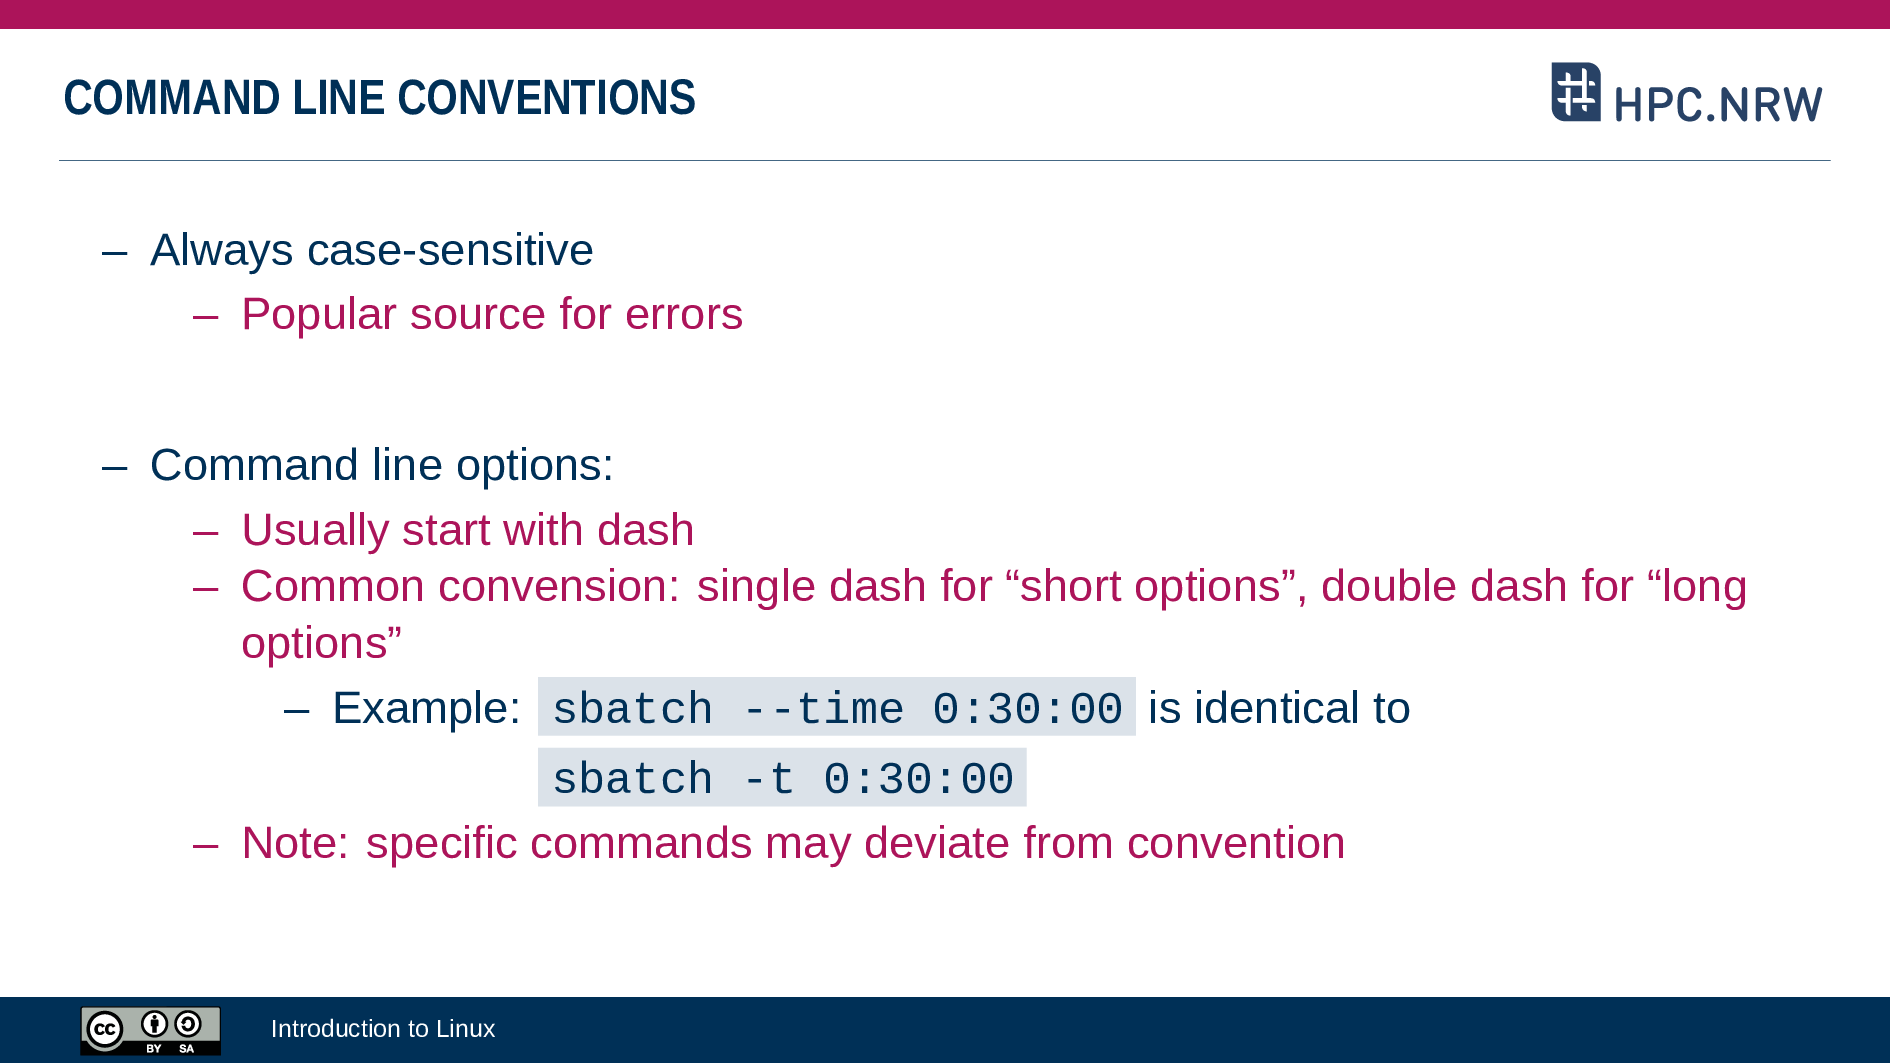 COMMAND LINE CONVENTIONS
HPC.NRW
– Always case-sensitive
– Popular source for errors
– Command line options:
– Usually start with dash
– Common convension: single dash for “short options”, double dash for “long
options”
– Example: sbatch --time 0:30:00 is identical to
sbatch -t 0:30:00
– Note: specific commands may deviate from convention
cc BY SA
Introduction to Linux